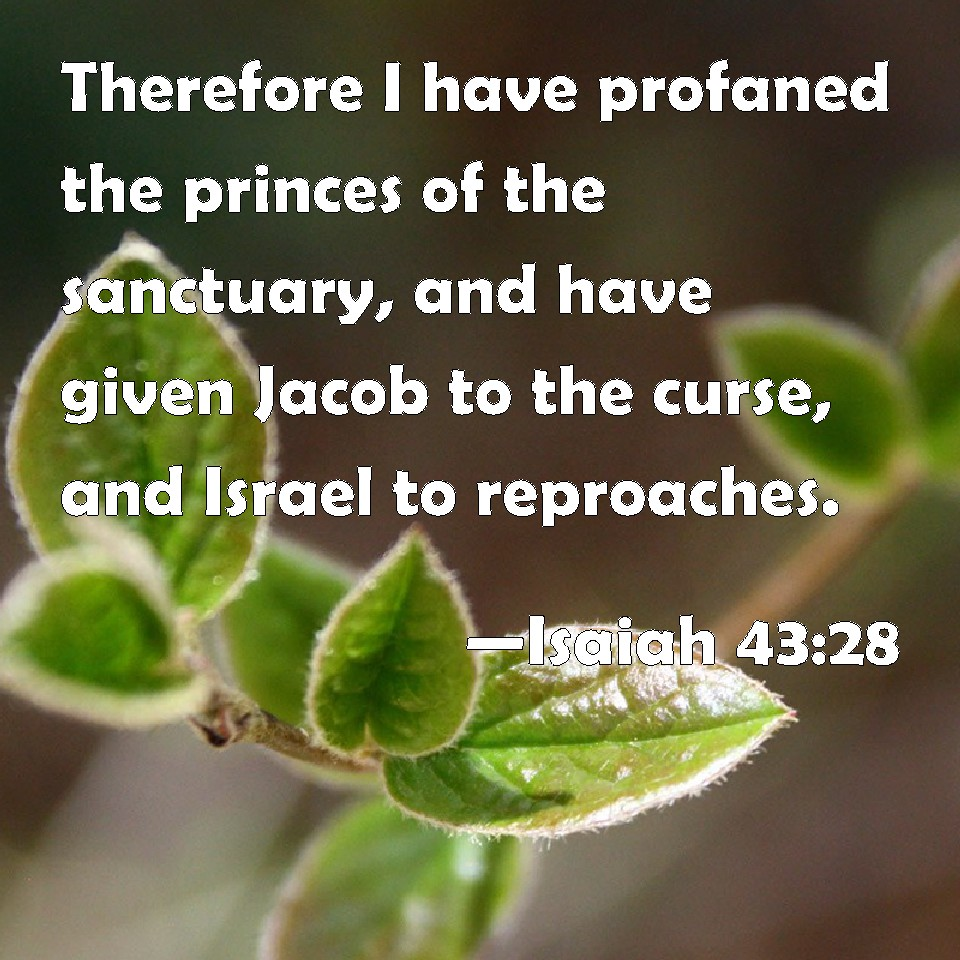 Therefore I have profaned
the princes of the
sanctuary, and have
given Jacob to the curse,
and Israel to reproaches.
—Isaiah 43:28